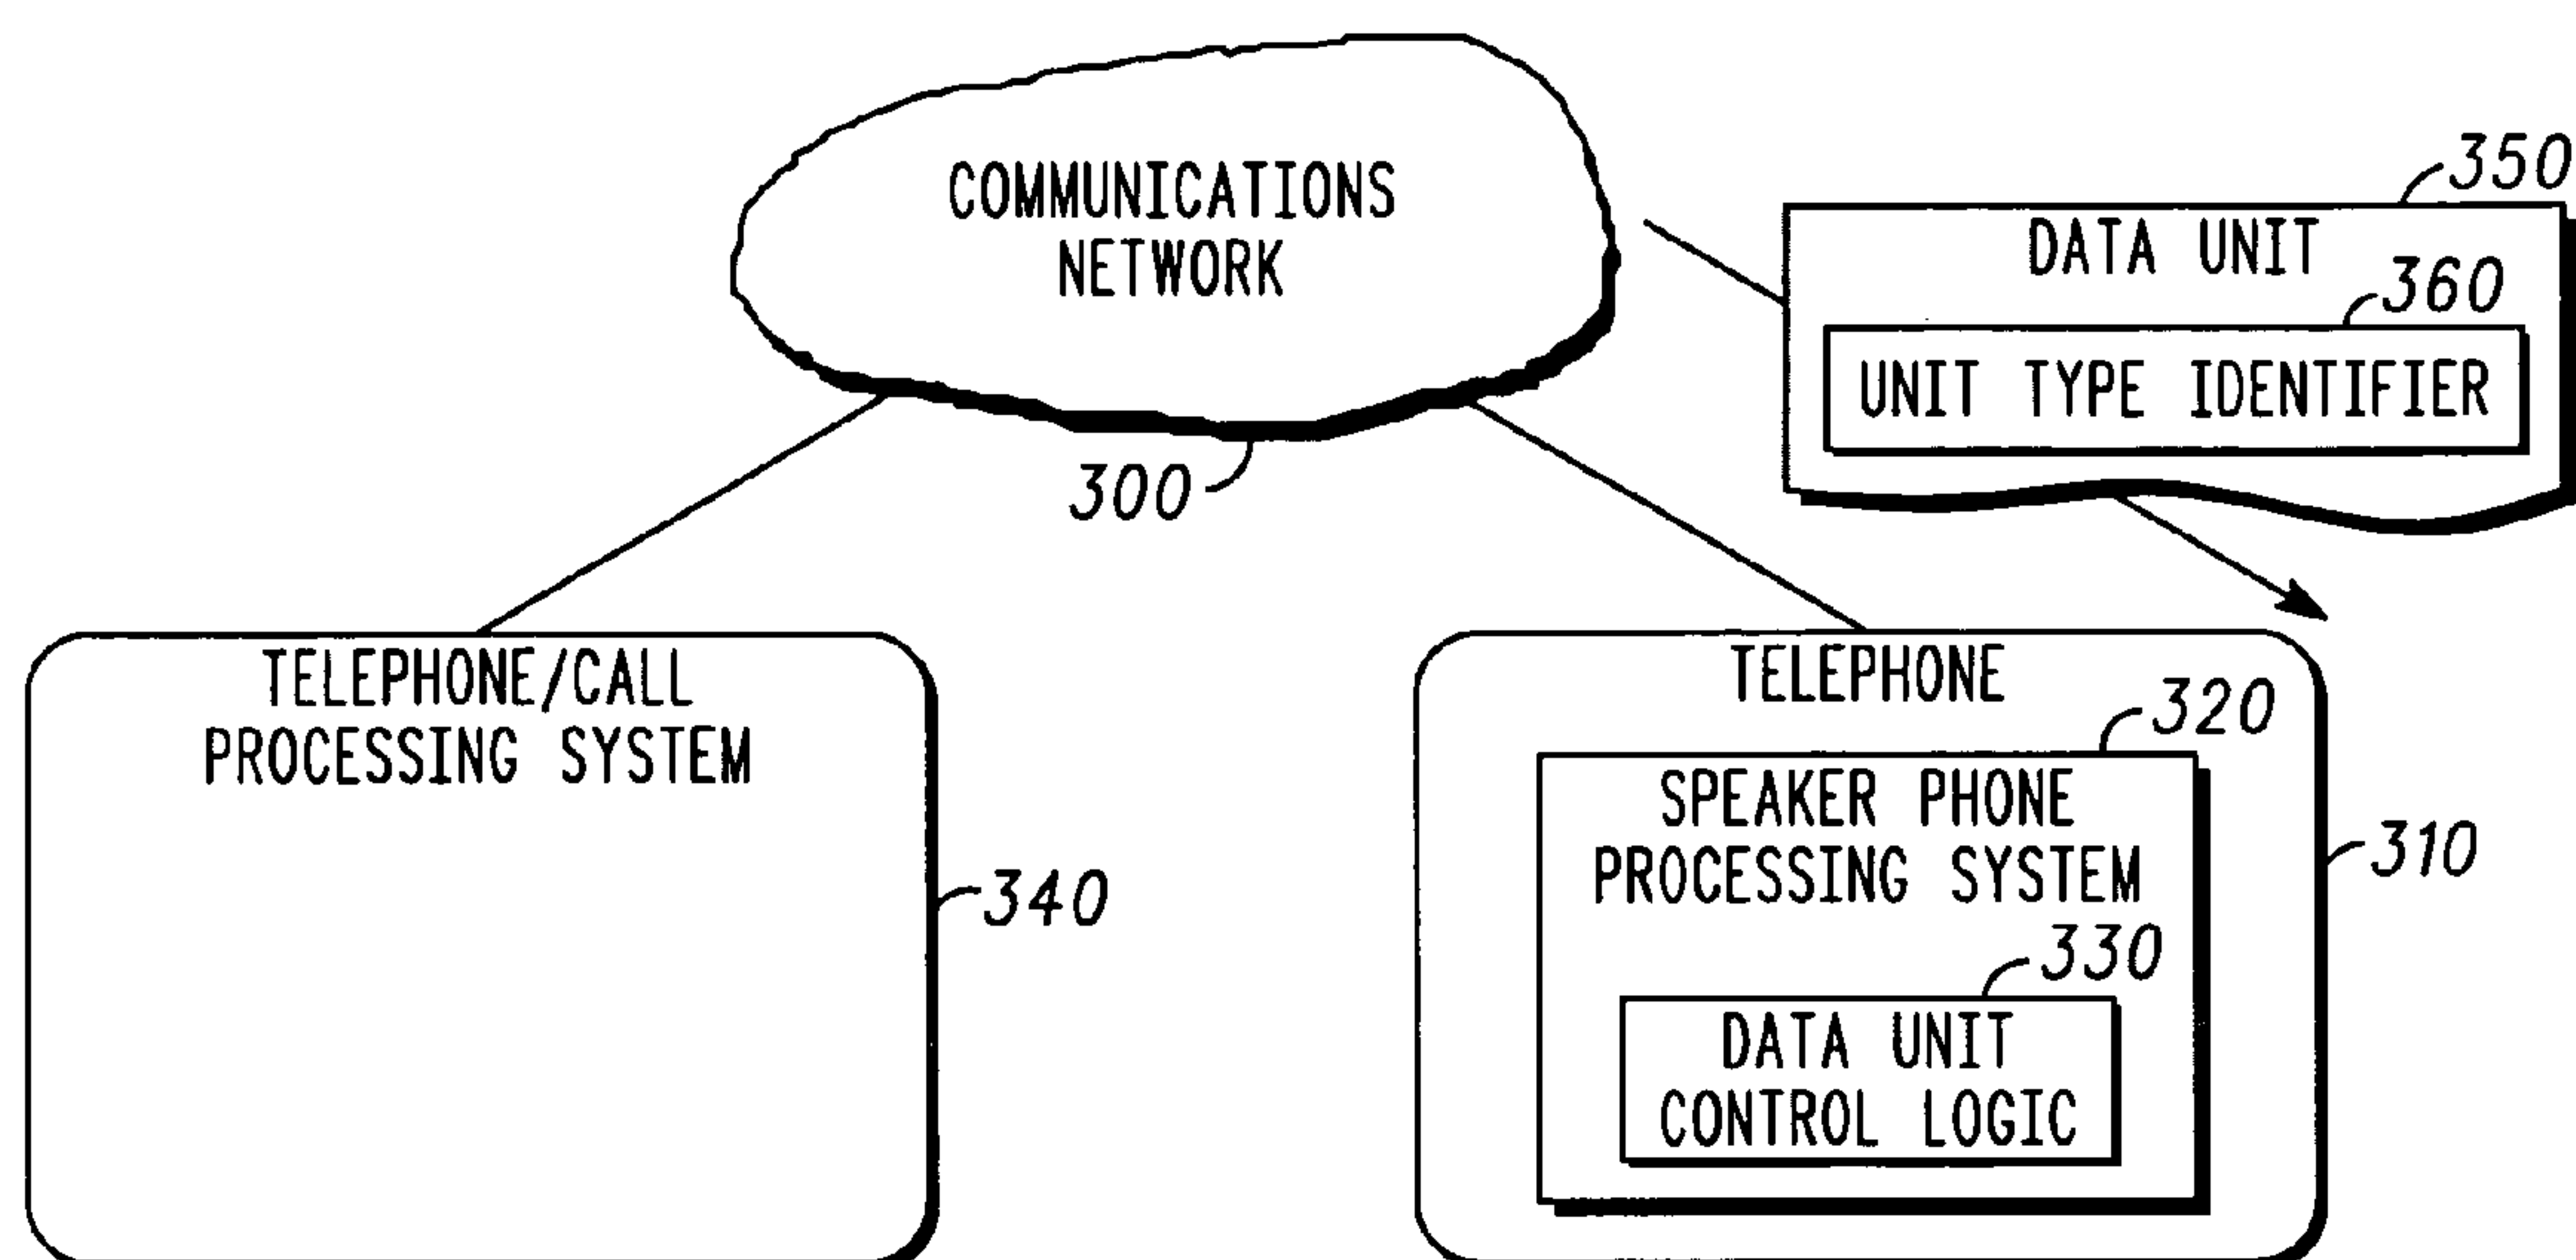 COMMUNICATIONS
NETWORK
300
350
DATA UNIT
360
UNIT TYPE IDENTIFIER
TELEPHONE/CALL
PROCESSING SYSTEM
340
TELEPHONE
320
SPEAKER PHONE
PROCESSING SYSTEM
310
330
DATA UNIT
CONTROL LOGIC